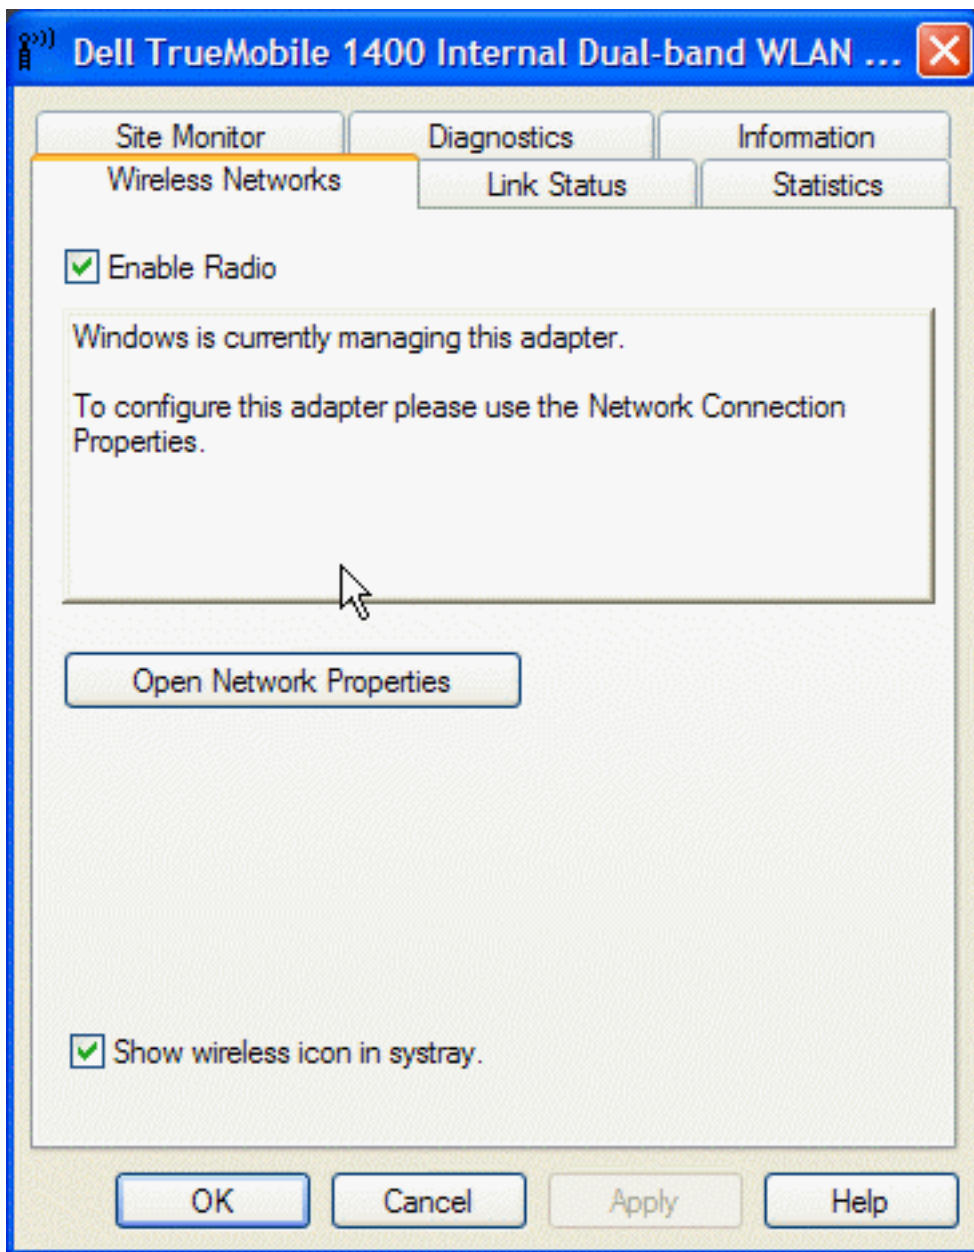 Dell TrueMobile 1400 Internal Dual-band WLAN ...
Site Monitor
Diagnostics
Information
Wireless Networks
Link Status
Statistics
Enable Radio
Windows is currently managing this adapter.
To configure this adapter please use the Network Connection
Properties.
Open Network Properties
Show wireless icon in systray.
OK
Cancel
Apply
Help